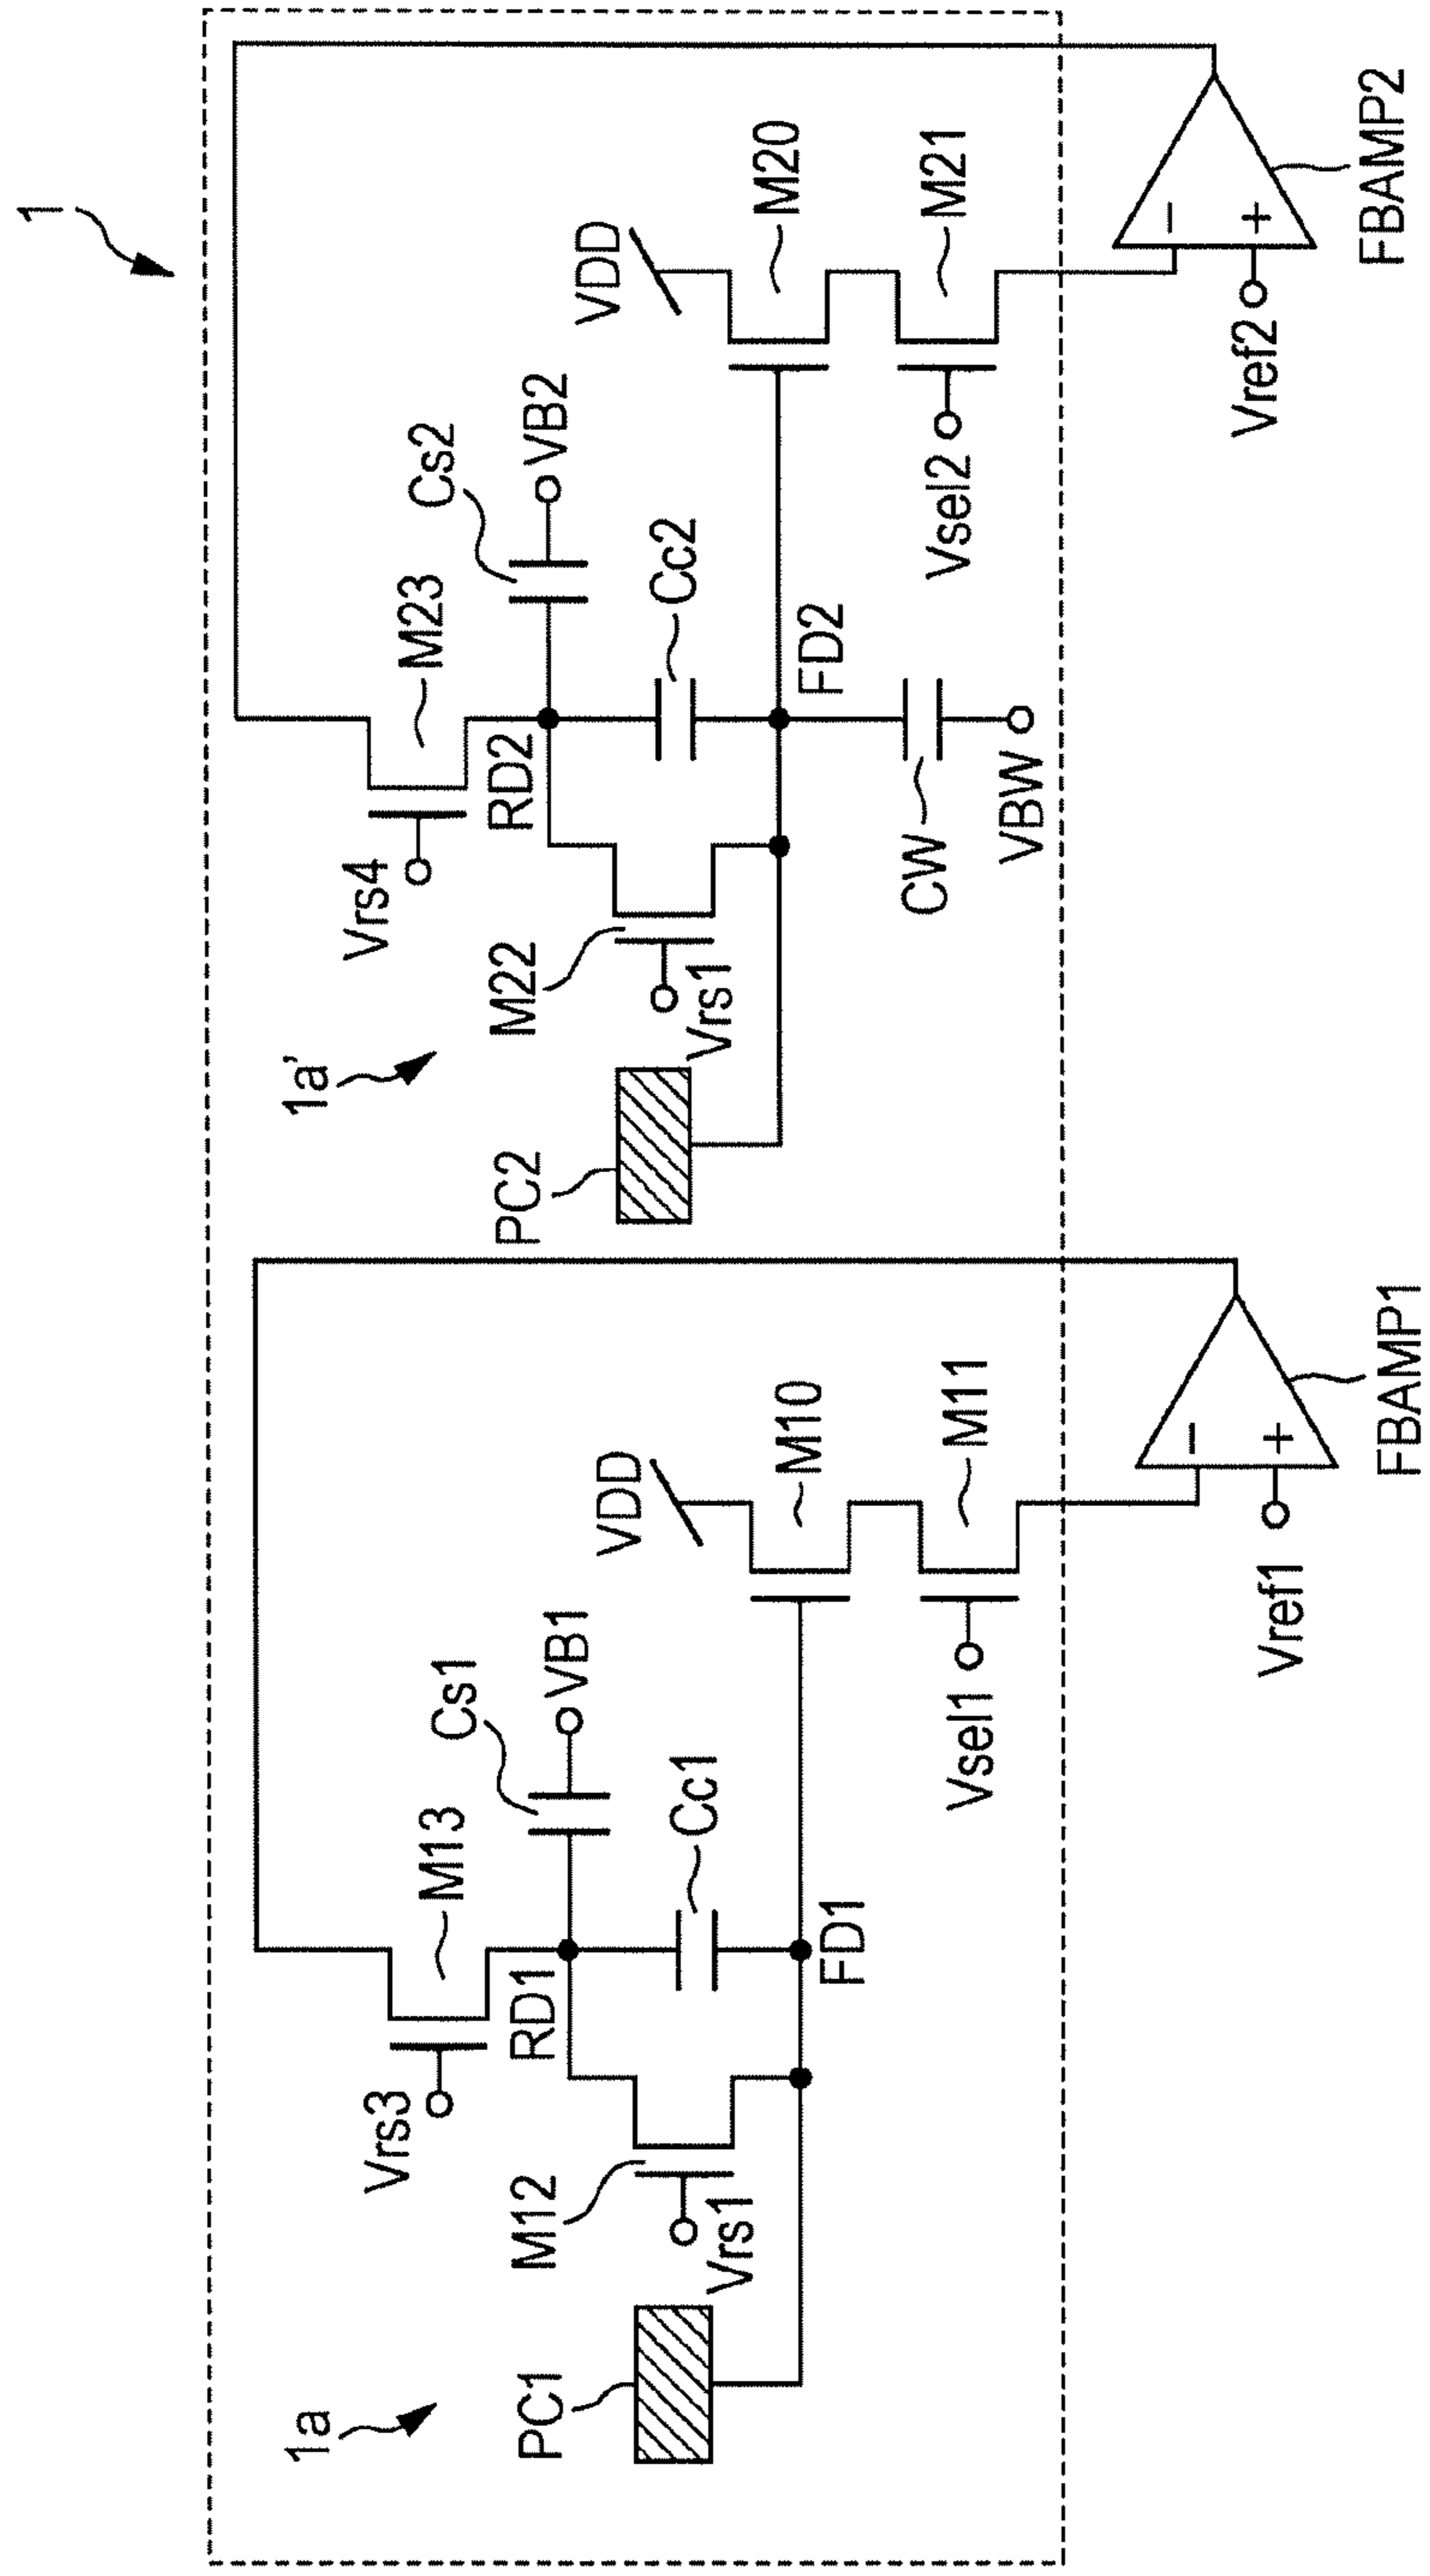 1
1a
Vrs3
M13
Cs1
VB1
RD1
M12
Vrs1
Cc1
PC1
FD1
VDD
M10
M11
Vsel1
Vref1
−
+
FBAMP1
1a'
Vrs4
M23
Cs2
VB2
RD2
M22
Vrs1
Cc2
PC2
FD2
CW
VBW
VDD
M20
M21
Vsel2
Vref2
−
+
FBAMP2